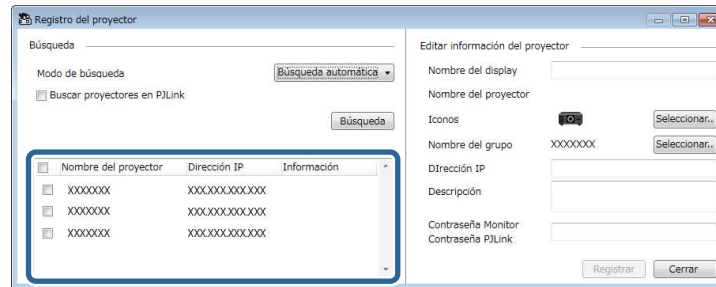 Registro del proyector
Búsqueda
Modo de búsqueda
Búsqueda automática
Buscar proyectores en PJLink
Búsqueda
Nombre del proyector Dirección IP Información
XXXXXXX XXX.XXX.XXX.XXX
XXXXXXX XXX.XXX.XXX.XXX
XXXXXXX XXX.XXX.XXX.XXX
Editar información del proyector
Nombre del display
Nombre del proyector
Iconos Seleccionar..
Nombre del grupo XXXXXXX Seleccionar..
DIrección IP
Descripción
Contraseña Monitor
Contraseña PJLink
Registrar Cerrar